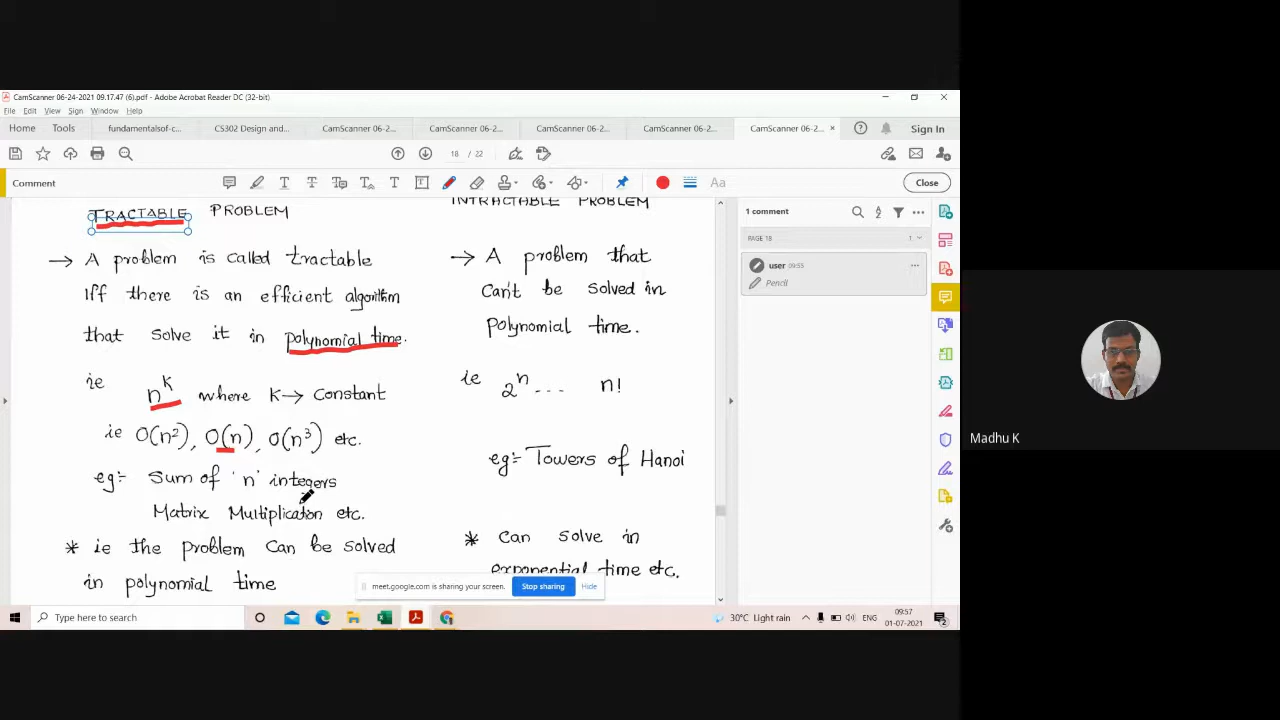 CamScanner 06-24-2021 09.17.47 (6).pdf - Adobe Acrobat Reader DC (32-bit)
File Edit View Sign Window Help
Home Tools fundamentalsof-c... CS302 Design and... CamScanner 06-2... CamScanner 06-2... CamScanner 06-2... CamScanner 06-2... CamScanner 06-2... × Sign In
18 / 22
Comment Aa Close
TRACTABLE PROBLEM
→ A problem is called tractable
iff there is an efficient algorithm
that solve it in polynomial time.
ie n^k where K → Constant
ie O(n²), O(n), O(n³) etc.
eg:- Sum of 'n' integers
Matrix Multiplication etc.
* ie the problem Can be solved
in polynomial time
INTRACTABLE PROBLEM
→ A problem that
Can't be solved in
polynomial time.
ie 2^n... n!
eg:- Towers of Hanoi
* Can solve in
exponential time etc.
1 comment
PAGE 18 1
user 09:55
Pencil
meet.google.com is sharing your screen. Stop sharing Hide
Type here to search
30°C Light rain
ENG
09:57
01-07-2021
2
Madhu K